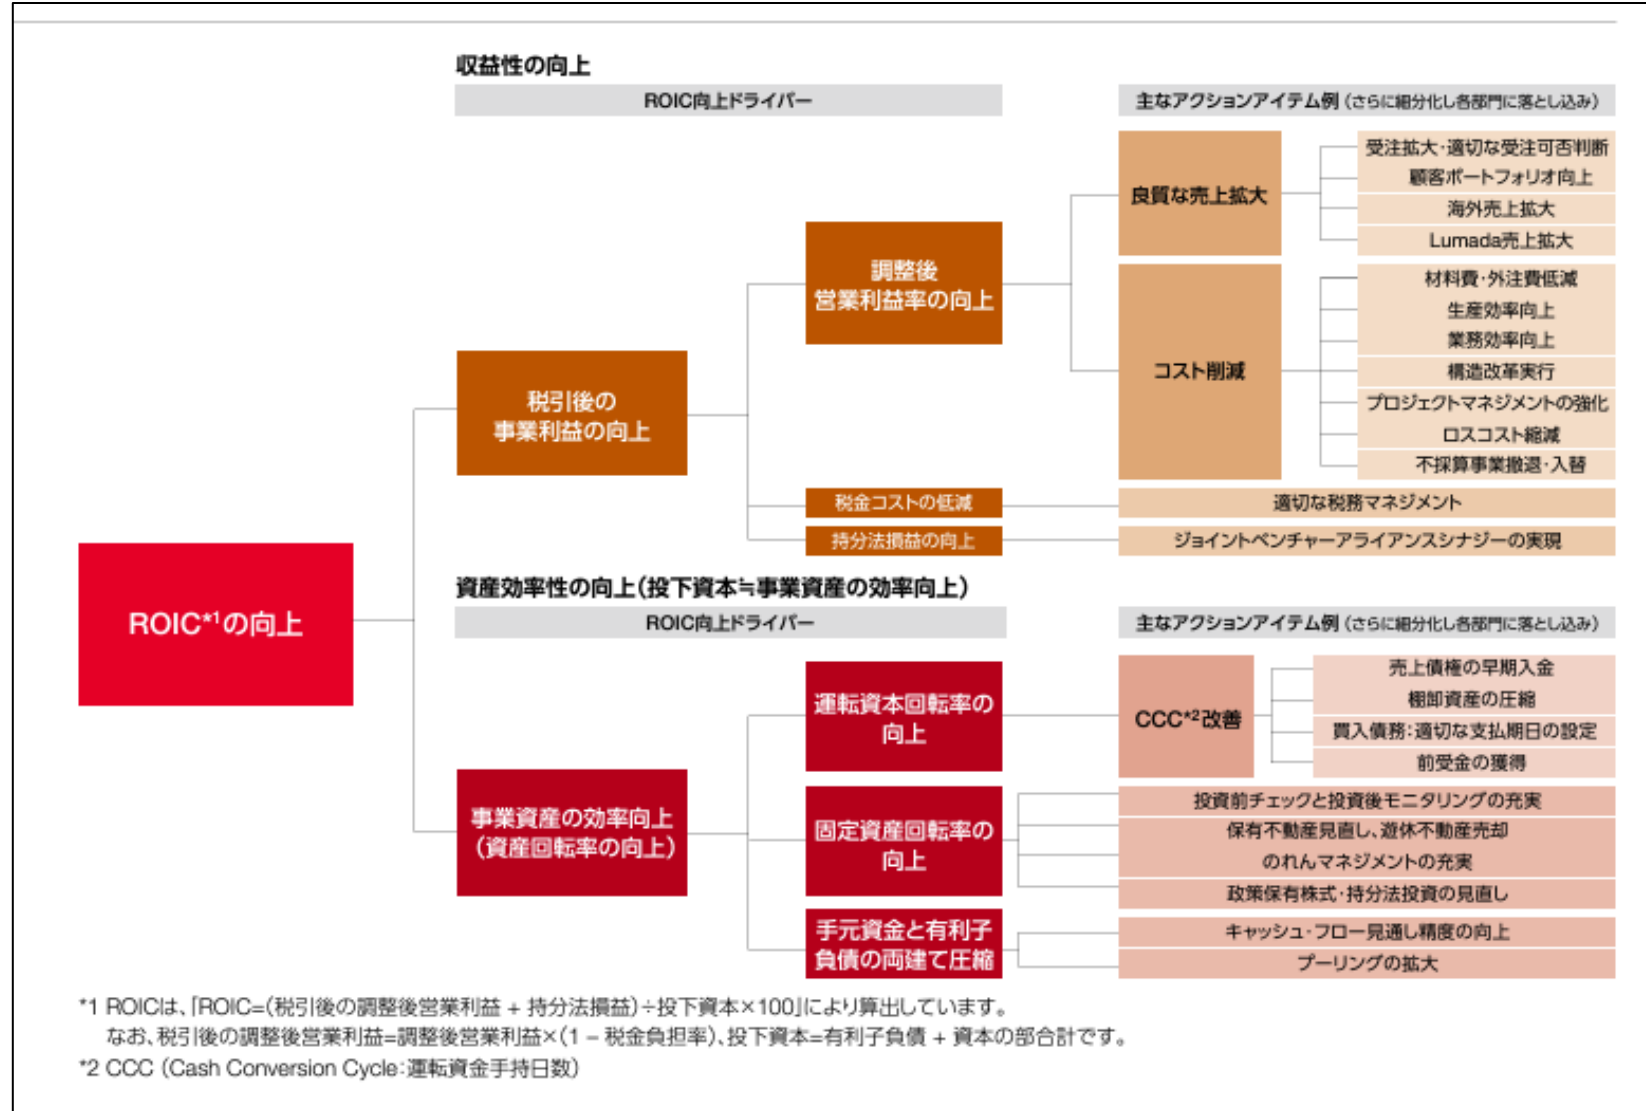 収益性の向上
ROIC向上ドライバー
主なアクションアイテム例（さらに細分化し各部門に落とし込み）
ROIC*1の向上
税引後の
事業利益の向上
調整後
営業利益率の向上
良質な売上拡大
受注拡大・適切な受注可否判断
顧客ポートフォリオ向上
海外売上拡大
Lumada売上拡大
コスト削減
材料費・外注費低減
生産効率向上
業務効率向上
構造改革実行
プロジェクトマネジメントの強化
ロスコスト縮減
不採算事業撤退・入替
税金コストの低減
適切な税務マネジメント
持分法損益の向上
ジョイントベンチャーアライアンスシナジーの実現
資産効率性の向上（投下資本≒事業資産の効率向上）
ROIC向上ドライバー
主なアクションアイテム例（さらに細分化し各部門に落とし込み）
事業資産の効率向上
（資産回転率の向上）
運転資本回転率の
向上
CCC*2改善
売上債権の早期入金
棚卸資産の圧縮
買入債務：適切な支払期日の設定
前受金の獲得
固定資産回転率の
向上
投資前チェックと投資後モニタリングの充実
保有不動産見直し、遊休不動産売却
のれんマネジメントの充実
政策保有株式・持分法投資の見直し
手元資金と有利子
負債の両建て圧縮
キャッシュ・フロー見通し精度の向上
プーリングの拡大
*1 ROICは、「ROIC=（税引後の調整後営業利益 + 持分法損益）÷投下資本×100」により算出しています。
なお、税引後の調整後営業利益=調整後営業利益×（1 − 税金負担率）、投下資本=有利子負債 + 資本の部合計です。
*2 CCC（Cash Conversion Cycle：運転資金手持日数）